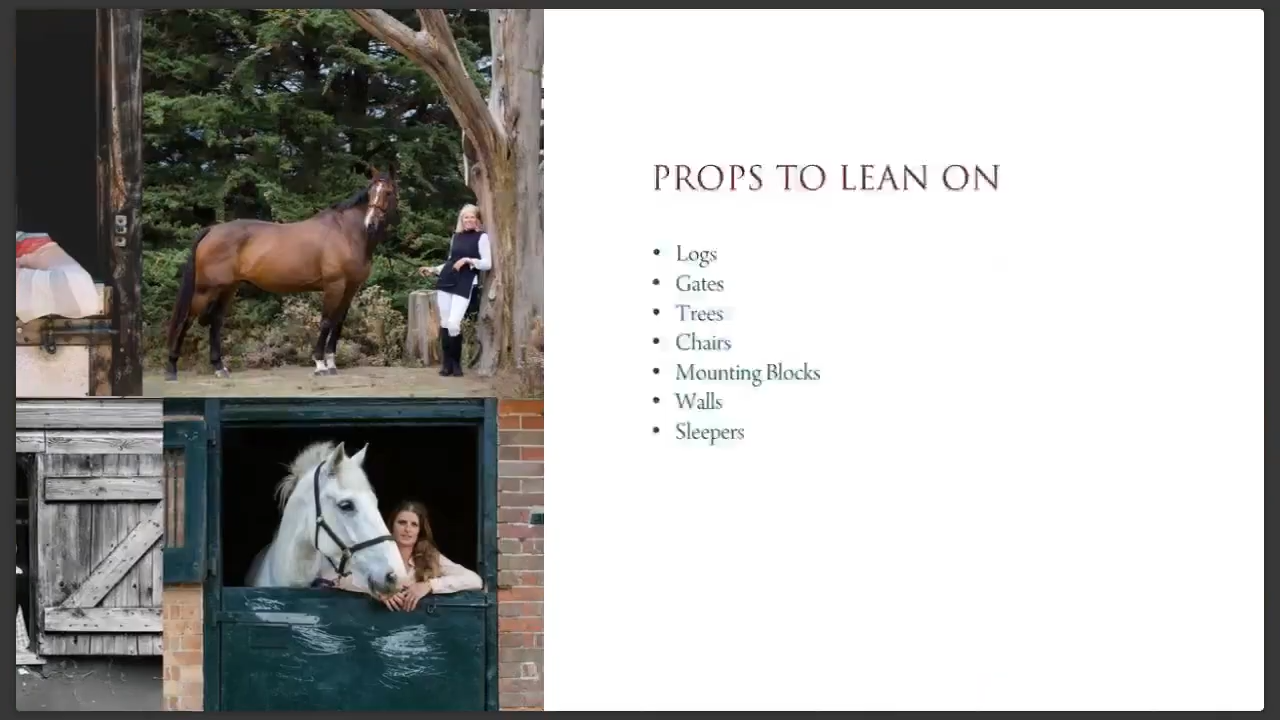 PROPS TO LEAN ON
• Logs
• Gates
• Trees
• Chairs
• Mounting Blocks
• Walls
• Sleepers